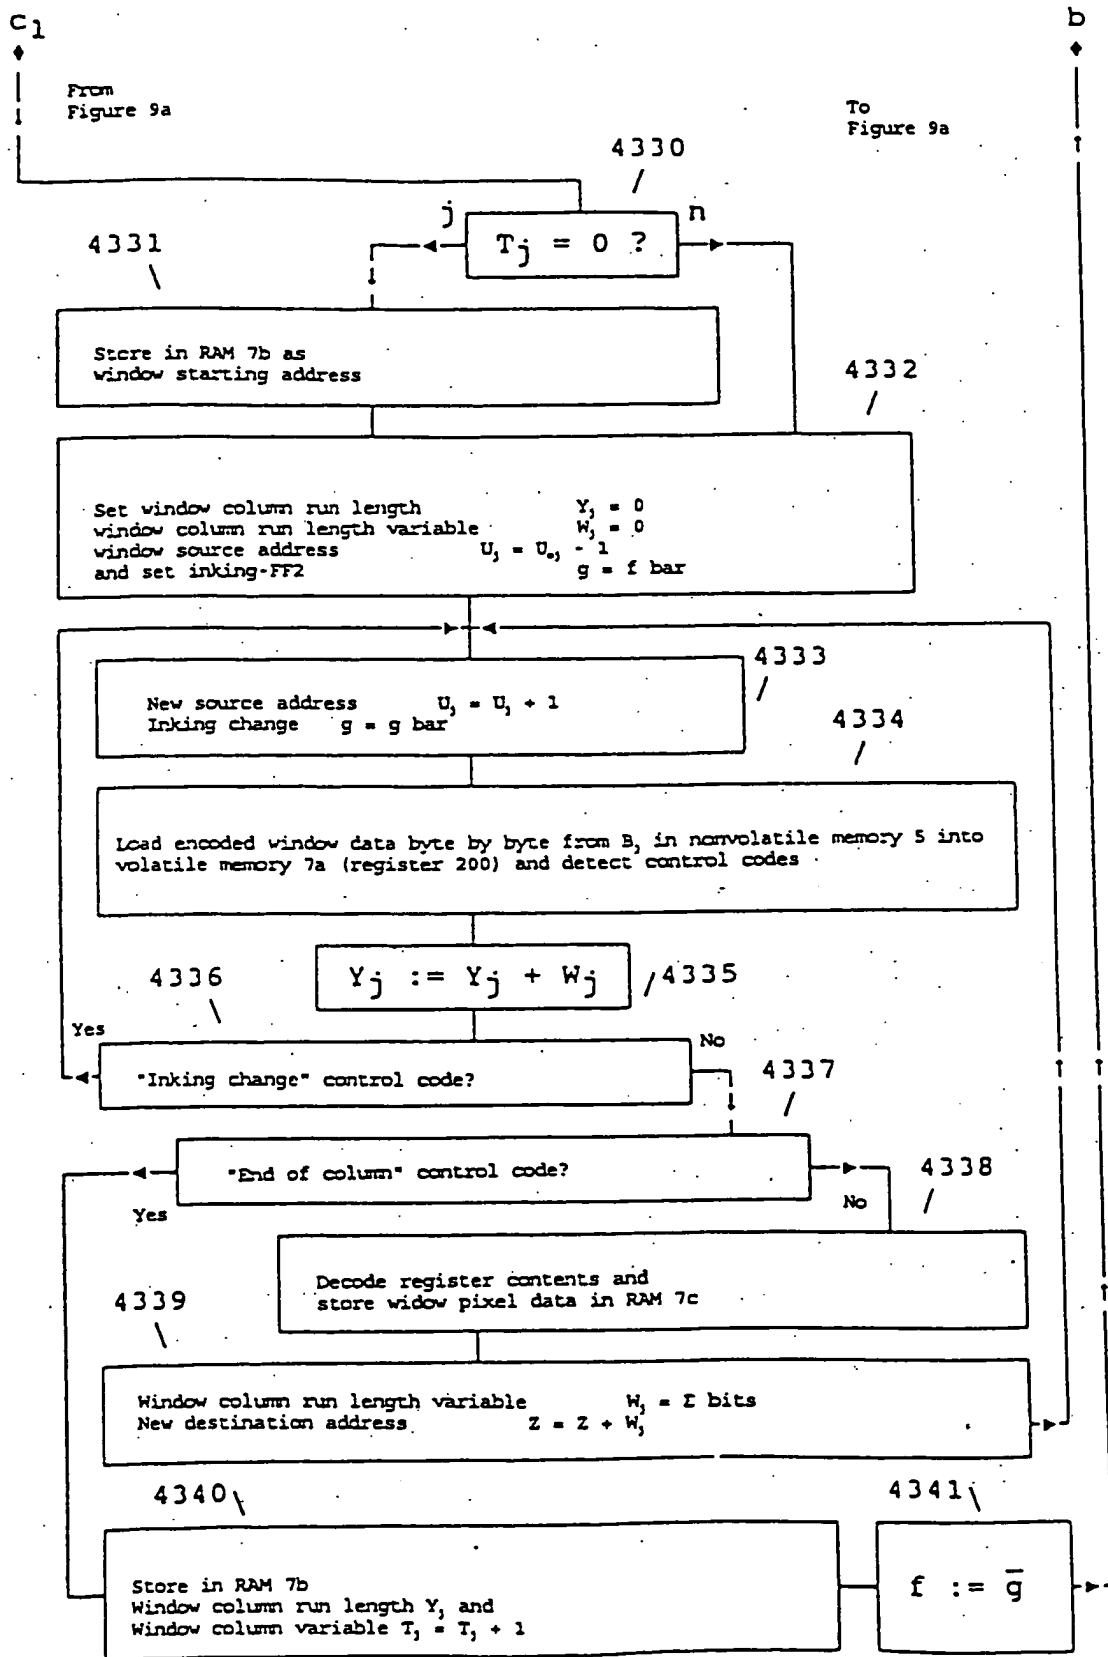 c1
b
From
Figure 9a
To
Figure 9a
4330
j
n
Tj = 0 ?
4331
Store in RAM 7b as
window starting address
4332
Set window column run length Yj = 0
window column run length variable Wj = 0
window source address Uj = Uoj - 1
and set inking-FF2 g = f bar
4333
New source address Uj = Uj + 1
Inking change g = g bar
4334
Load encoded window data byte by byte from Bj in nonvolatile memory 5 into
volatile memory 7a (register 200) and detect control codes
Yj := Yj + Wj
4335
4336
Yes
No
"Inking change" control code?
4337
"End of column" control code?
4338
Yes
No
Decode register contents and
store widow pixel data in RAM 7c
4339
Window column run length variable Wj = Σ bits
New destination address Z = Z + Wj
4340
4341
Store in RAM 7b
Window column run length Yj and
Window column variable Tj = Tj + 1
f := g̅